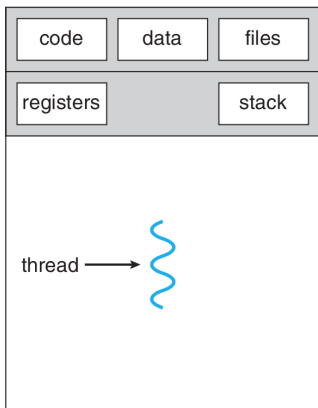 code data files
registers stack
thread